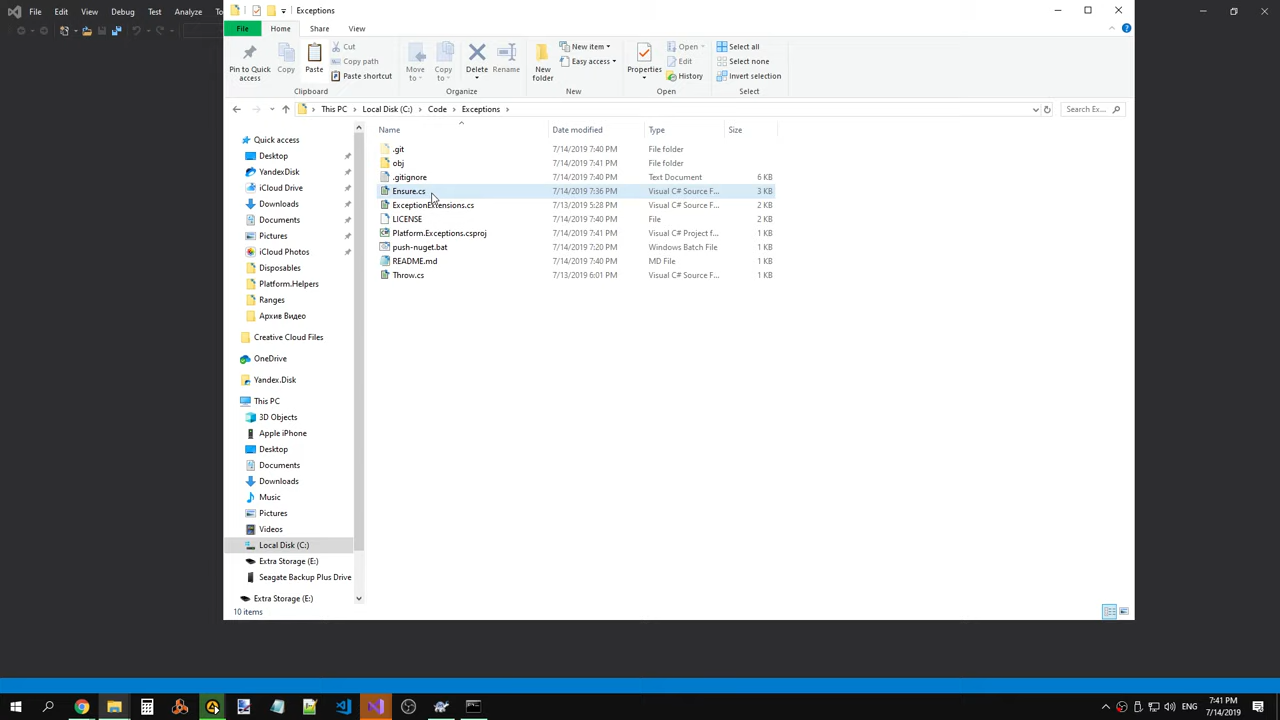 File Edit View Debug Test Analyze To
Exceptions
File Home Share View
Pin to Quick access
Copy
Paste
Cut
Copy path
Paste shortcut
Clipboard
Move to
Copy to
Delete
Rename
Organize
New folder
New item
Easy access
New
Properties
Open
Edit
History
Open
Select all
Select none
Invert selection
Select
This PC Local Disk (C:) Code Exceptions
Search Ex...
Name Date modified Type Size
.git 7/14/2019 7:40 PM File folder
obj 7/14/2019 7:41 PM File folder
.gitignore 7/14/2019 7:40 PM Text Document 6 KB
Ensure.cs 7/14/2019 7:36 PM Visual C# Source F... 3 KB
ExceptionExtensions.cs 7/13/2019 5:28 PM Visual C# Source F... 2 KB
LICENSE 7/14/2019 7:40 PM File 2 KB
Platform.Exceptions.csproj 7/14/2019 7:41 PM Visual C# Project f... 1 KB
push-nuget.bat 7/14/2019 7:20 PM Windows Batch File 1 KB
README.md 7/14/2019 7:40 PM MD File 1 KB
Throw.cs 7/13/2019 6:01 PM Visual C# Source F... 1 KB
Quick access
Desktop
YandexDisk
iCloud Drive
Downloads
Documents
Pictures
iCloud Photos
Disposables
Platform.Helpers
Ranges
Архив Видео
Creative Cloud Files
OneDrive
Yandex.Disk
This PC
3D Objects
Apple iPhone
Desktop
Documents
Downloads
Music
Pictures
Videos
Local Disk (C:)
Extra Storage (E:)
Seagate Backup Plus Drive
Extra Storage (E:)
10 items
ENG
7:41 PM
7/14/2019